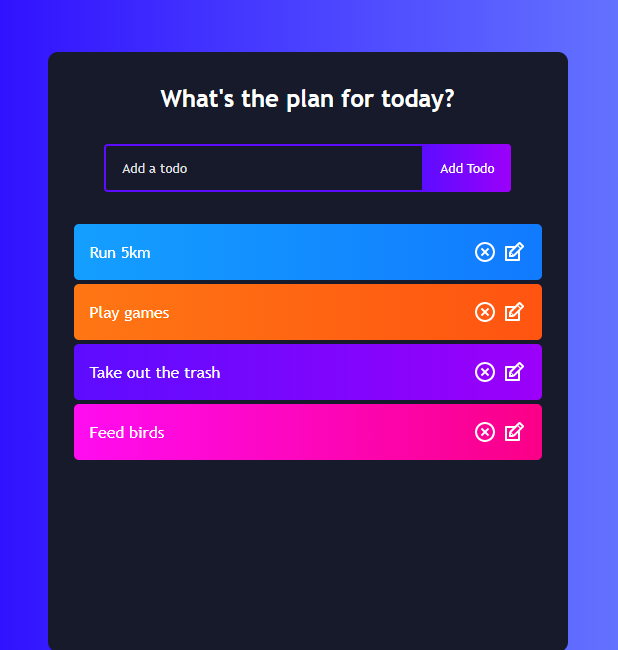 What's the plan for today?
Add a todo
Add Todo
Run 5km
Play games
Take out the trash
Feed birds